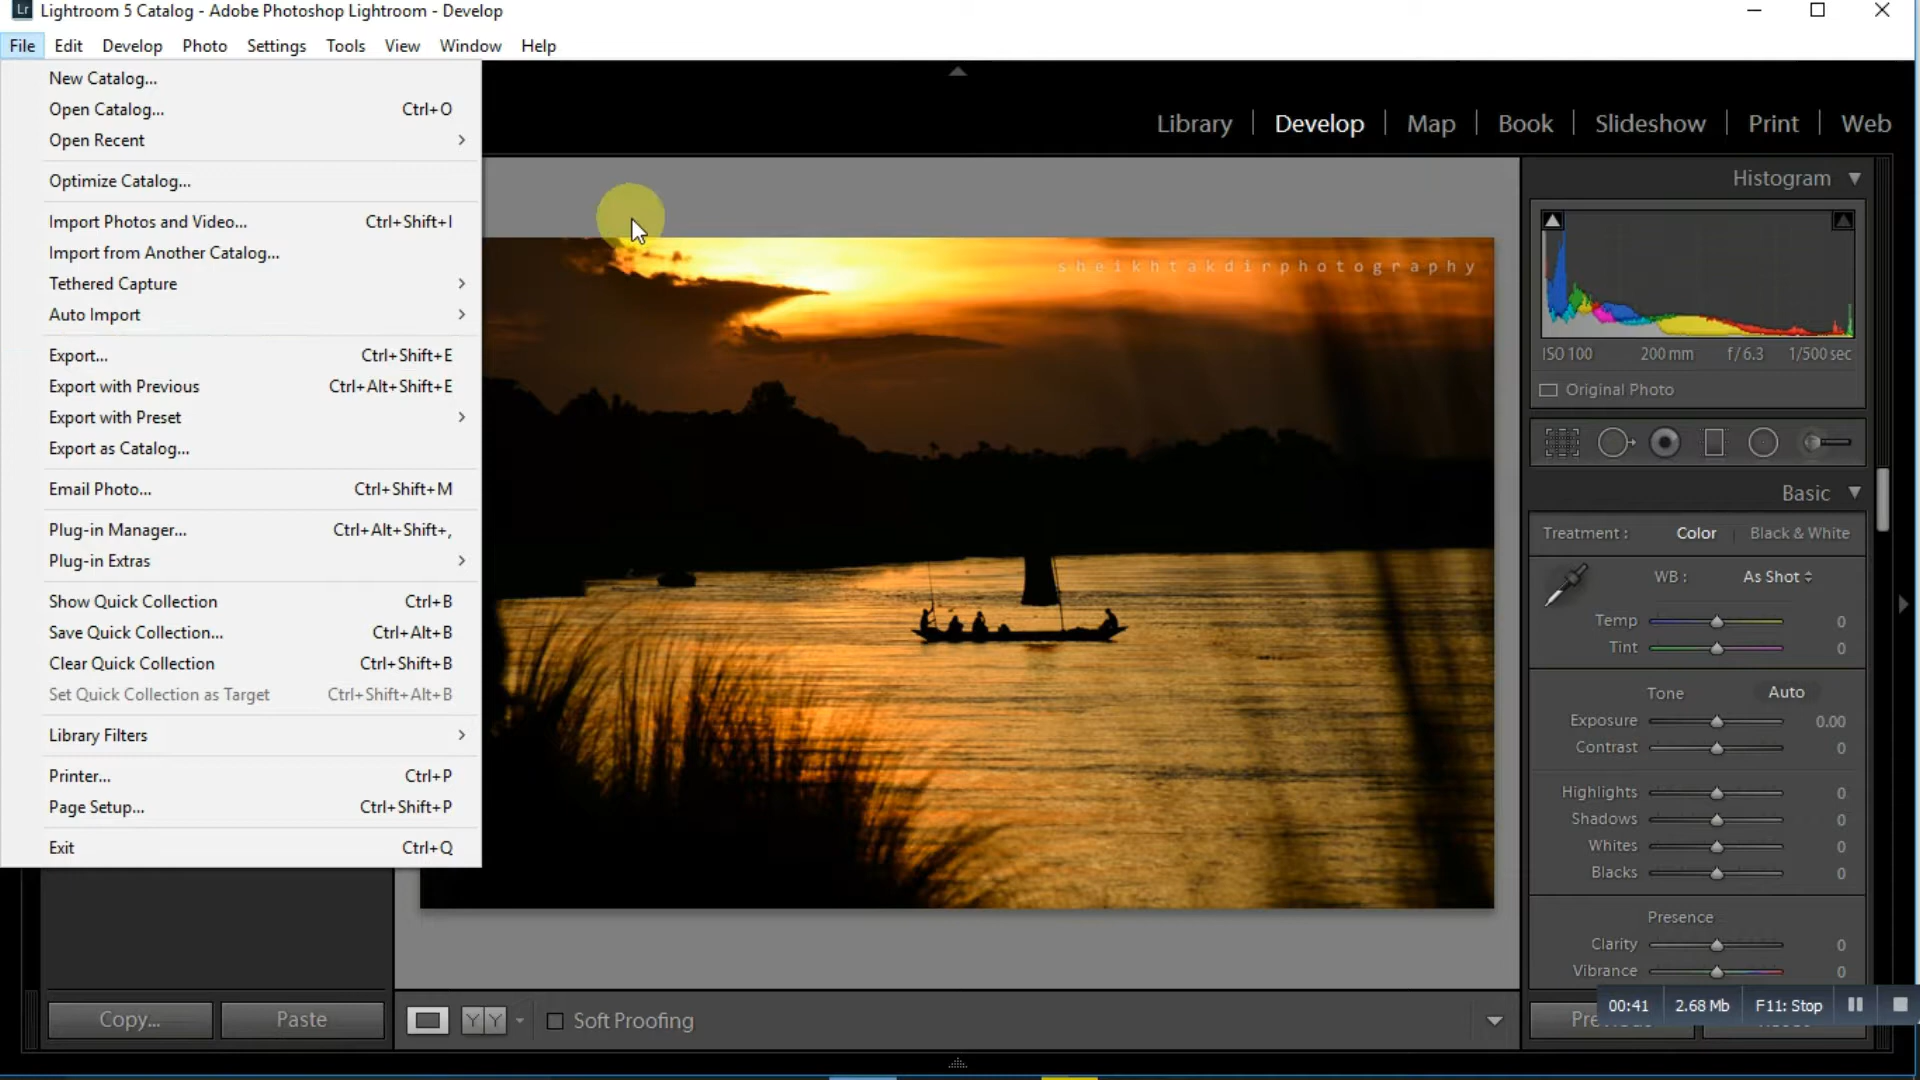 Lr Lightroom 5 Catalog - Adobe Photoshop Lightroom - Develop
File Edit Develop Photo Settings Tools View Window Help
New Catalog...
Open Catalog... Ctrl+O
Open Recent
Optimize Catalog...
Import Photos and Video... Ctrl+Shift+I
Import from Another Catalog...
Tethered Capture
Auto Import
Export... Ctrl+Shift+E
Export with Previous Ctrl+Alt+Shift+E
Export with Preset
Export as Catalog...
Email Photo... Ctrl+Shift+M
Plug-in Manager... Ctrl+Alt+Shift+,
Plug-in Extras
Show Quick Collection Ctrl+B
Save Quick Collection... Ctrl+Alt+B
Clear Quick Collection Ctrl+Shift+B
Set Quick Collection as Target Ctrl+Shift+Alt+B
Library Filters
Printer... Ctrl+P
Page Setup... Ctrl+Shift+P
Exit Ctrl+Q
Library | Develop | Map | Book | Slideshow | Print | Web
sheikhtakdirphotography
Histogram
ISO 100 200 mm f/6.3 1/500 sec
Original Photo
Basic
Treatment : Color Black & White
WB : As Shot
Temp 0
Tint 0
Tone Auto
Exposure 0.00
Contrast 0
Highlights 0
Shadows 0
Whites 0
Blacks 0
Presence
Clarity 0
Vibrance 0
00:41 2.68 Mb F11: Stop
Copy... Paste
YY
Soft Proofing